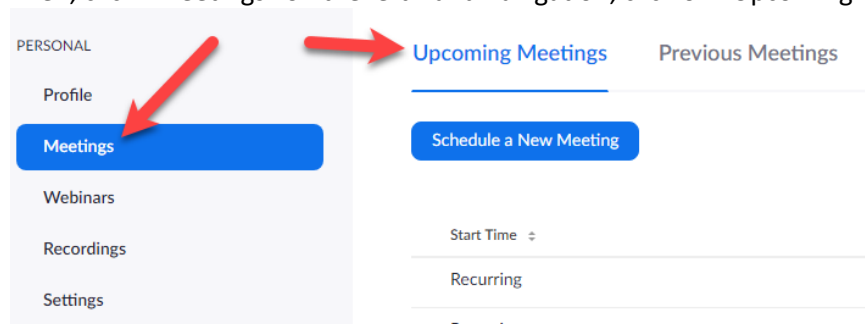 PERSONAL
Profile
Meetings
Webinars
Recordings
Settings
Upcoming Meetings Previous Meetings
Schedule a New Meeting
Start Time
Recurring